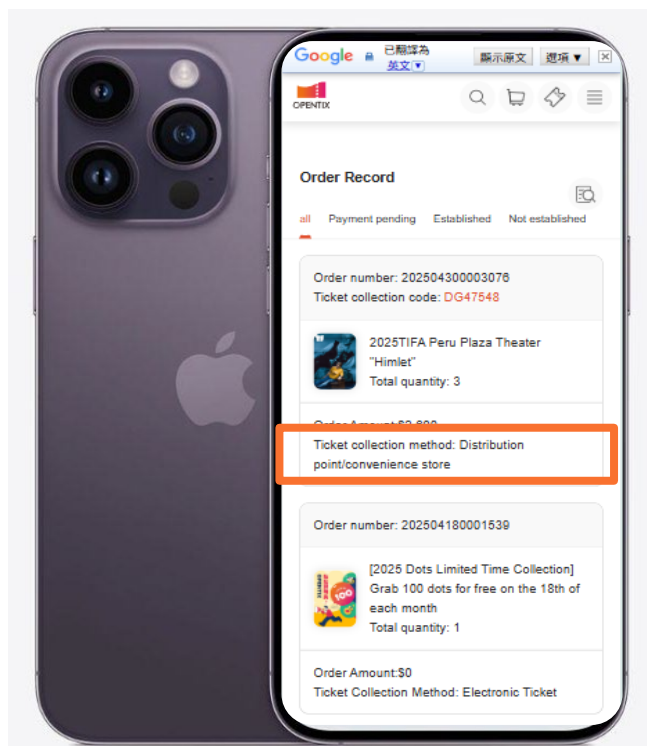 Google 已翻譯為 顯示原文 選項 ▼
英文 ▼
OPENTIX
Order Record
all Payment pending Established Not established
Order number: 202504300003076
Ticket collection code: DG47548
2025TIFA Peru Plaza Theater
"Himlet"
Total quantity: 3
Ticket collection method: Distribution
point/convenience store
Order number: 202504180001539
[2025 Dots Limited Time Collection]
Grab 100 dots for free on the 18th of
each month
Total quantity: 1
100
OPENTIX
Order Amount:$0
Ticket Collection Method: Electronic Ticket